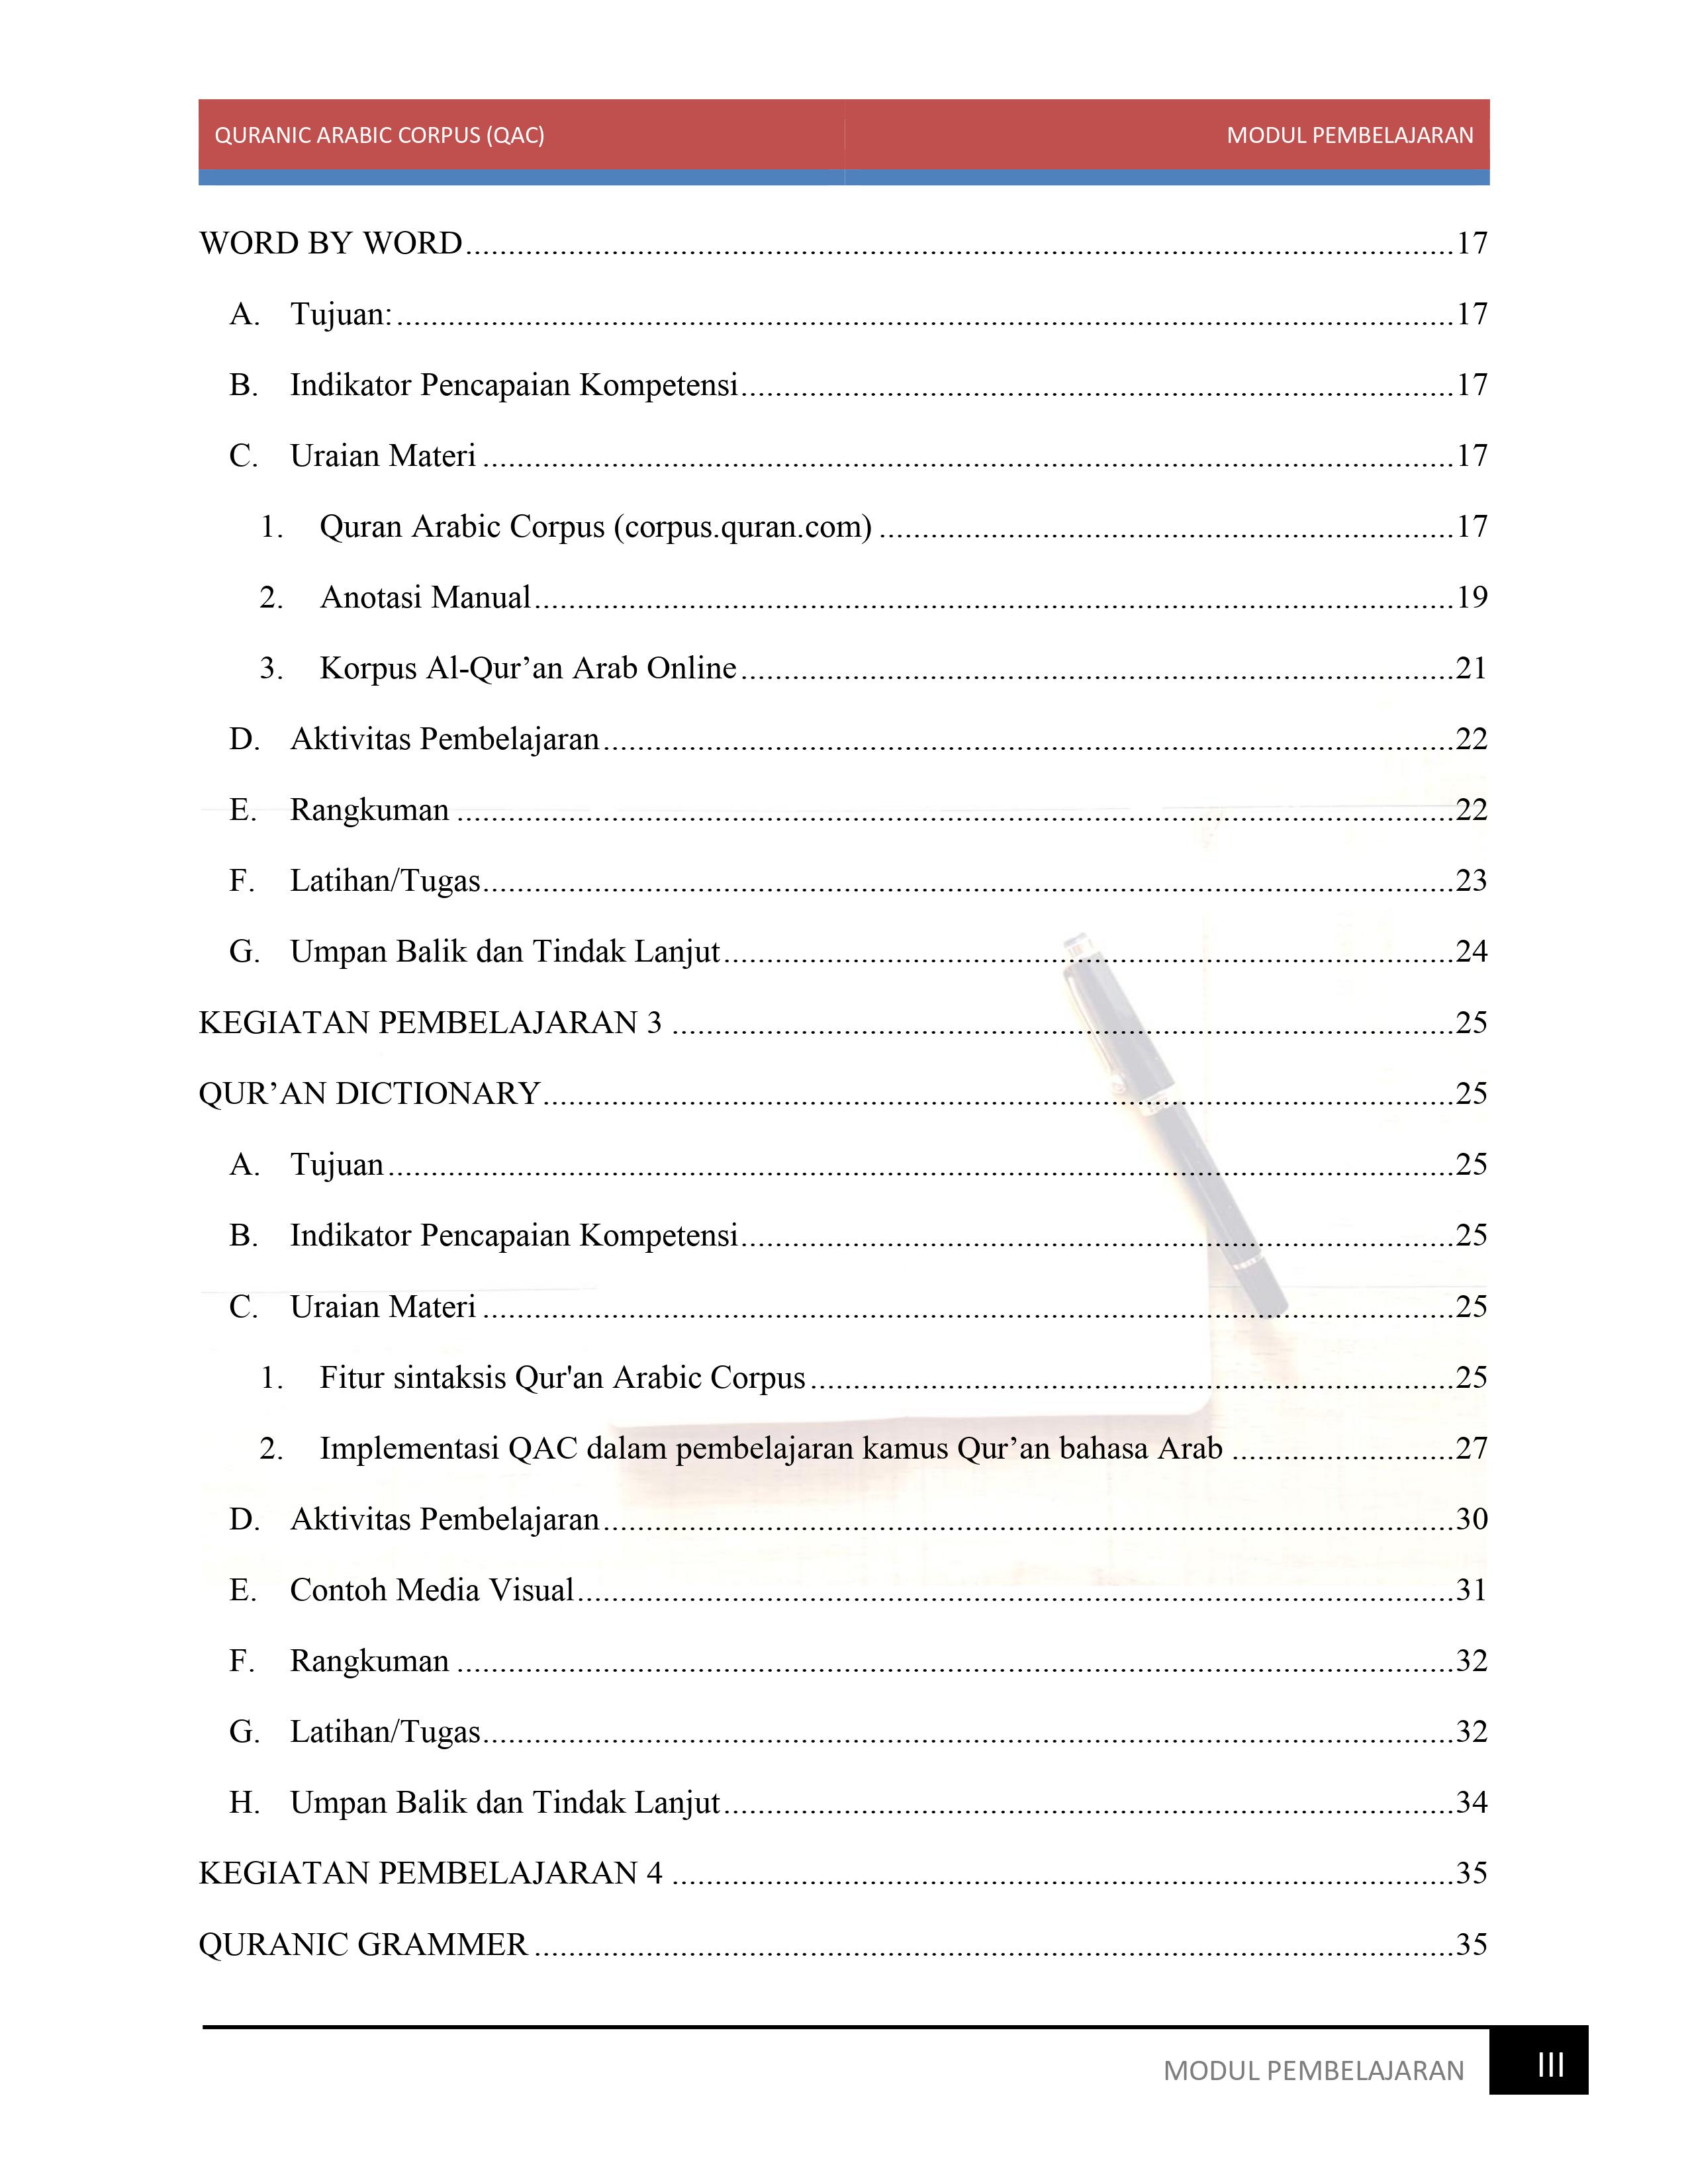 QURANIC ARABIC CORPUS (QAC) MODUL PEMBELAJARAN
WORD BY WORD 17
A. Tujuan: 17
B. Indikator Pencapaian Kompetensi 17
C. Uraian Materi 17
1. Quran Arabic Corpus (corpus.quran.com) 17
2. Anotasi Manual 19
3. Korpus Al-Qur’an Arab Online 21
D. Aktivitas Pembelajaran 22
E. Rangkuman 22
F. Latihan/Tugas 23
G. Umpan Balik dan Tindak Lanjut 24
KEGIATAN PEMBELAJARAN 3 25
QUR’AN DICTIONARY 25
A. Tujuan 25
B. Indikator Pencapaian Kompetensi 25
C. Uraian Materi 25
1. Fitur sintaksis Qur'an Arabic Corpus 25
2. Implementasi QAC dalam pembelajaran kamus Qur’an bahasa Arab 27
D. Aktivitas Pembelajaran 30
E. Contoh Media Visual 31
F. Rangkuman 32
G. Latihan/Tugas 32
H. Umpan Balik dan Tindak Lanjut 34
KEGIATAN PEMBELAJARAN 4 35
QURANIC GRAMMER 35
MODUL PEMBELAJARAN III